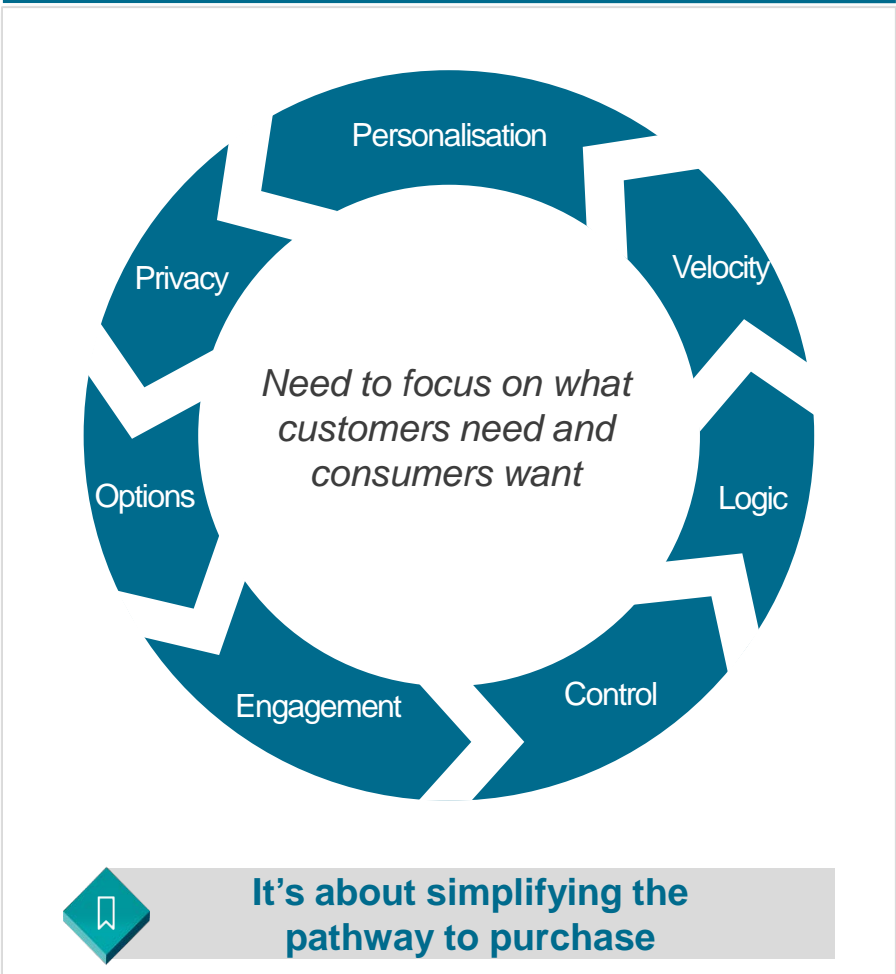 Personalisation
Velocity
Privacy
Need to focus on what
customers need and
consumers want
Options
Logic
Control
Engagement
It's about simplifying the
pathway to purchase